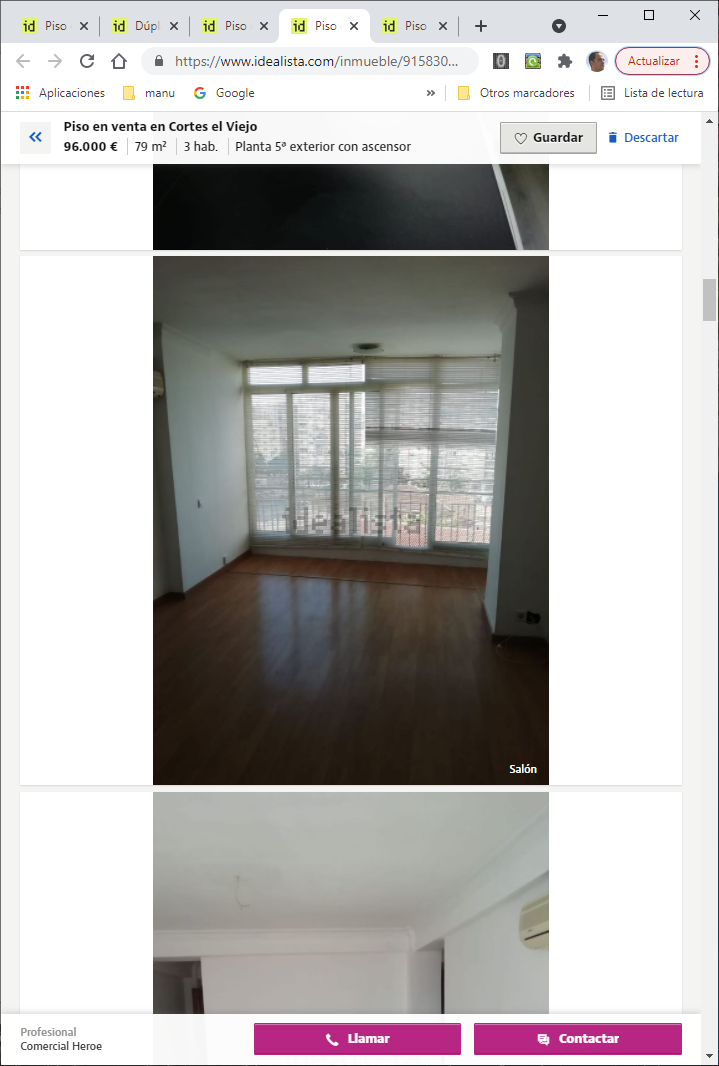 id Piso
id Dúpl
id Piso
id Piso
id Piso
https://www.idealista.com/inmueble/915830...
Actualizar
Aplicaciones
manu
Google
»
Otros marcadores
Lista de lectura
Piso en venta en Cortes el Viejo
96.000 € 79 m² 3 hab. Planta 5ª exterior con ascensor
Guardar
Descartar
idealista
Salón
Profesional
Comercial Heroe
Llamar
Contactar